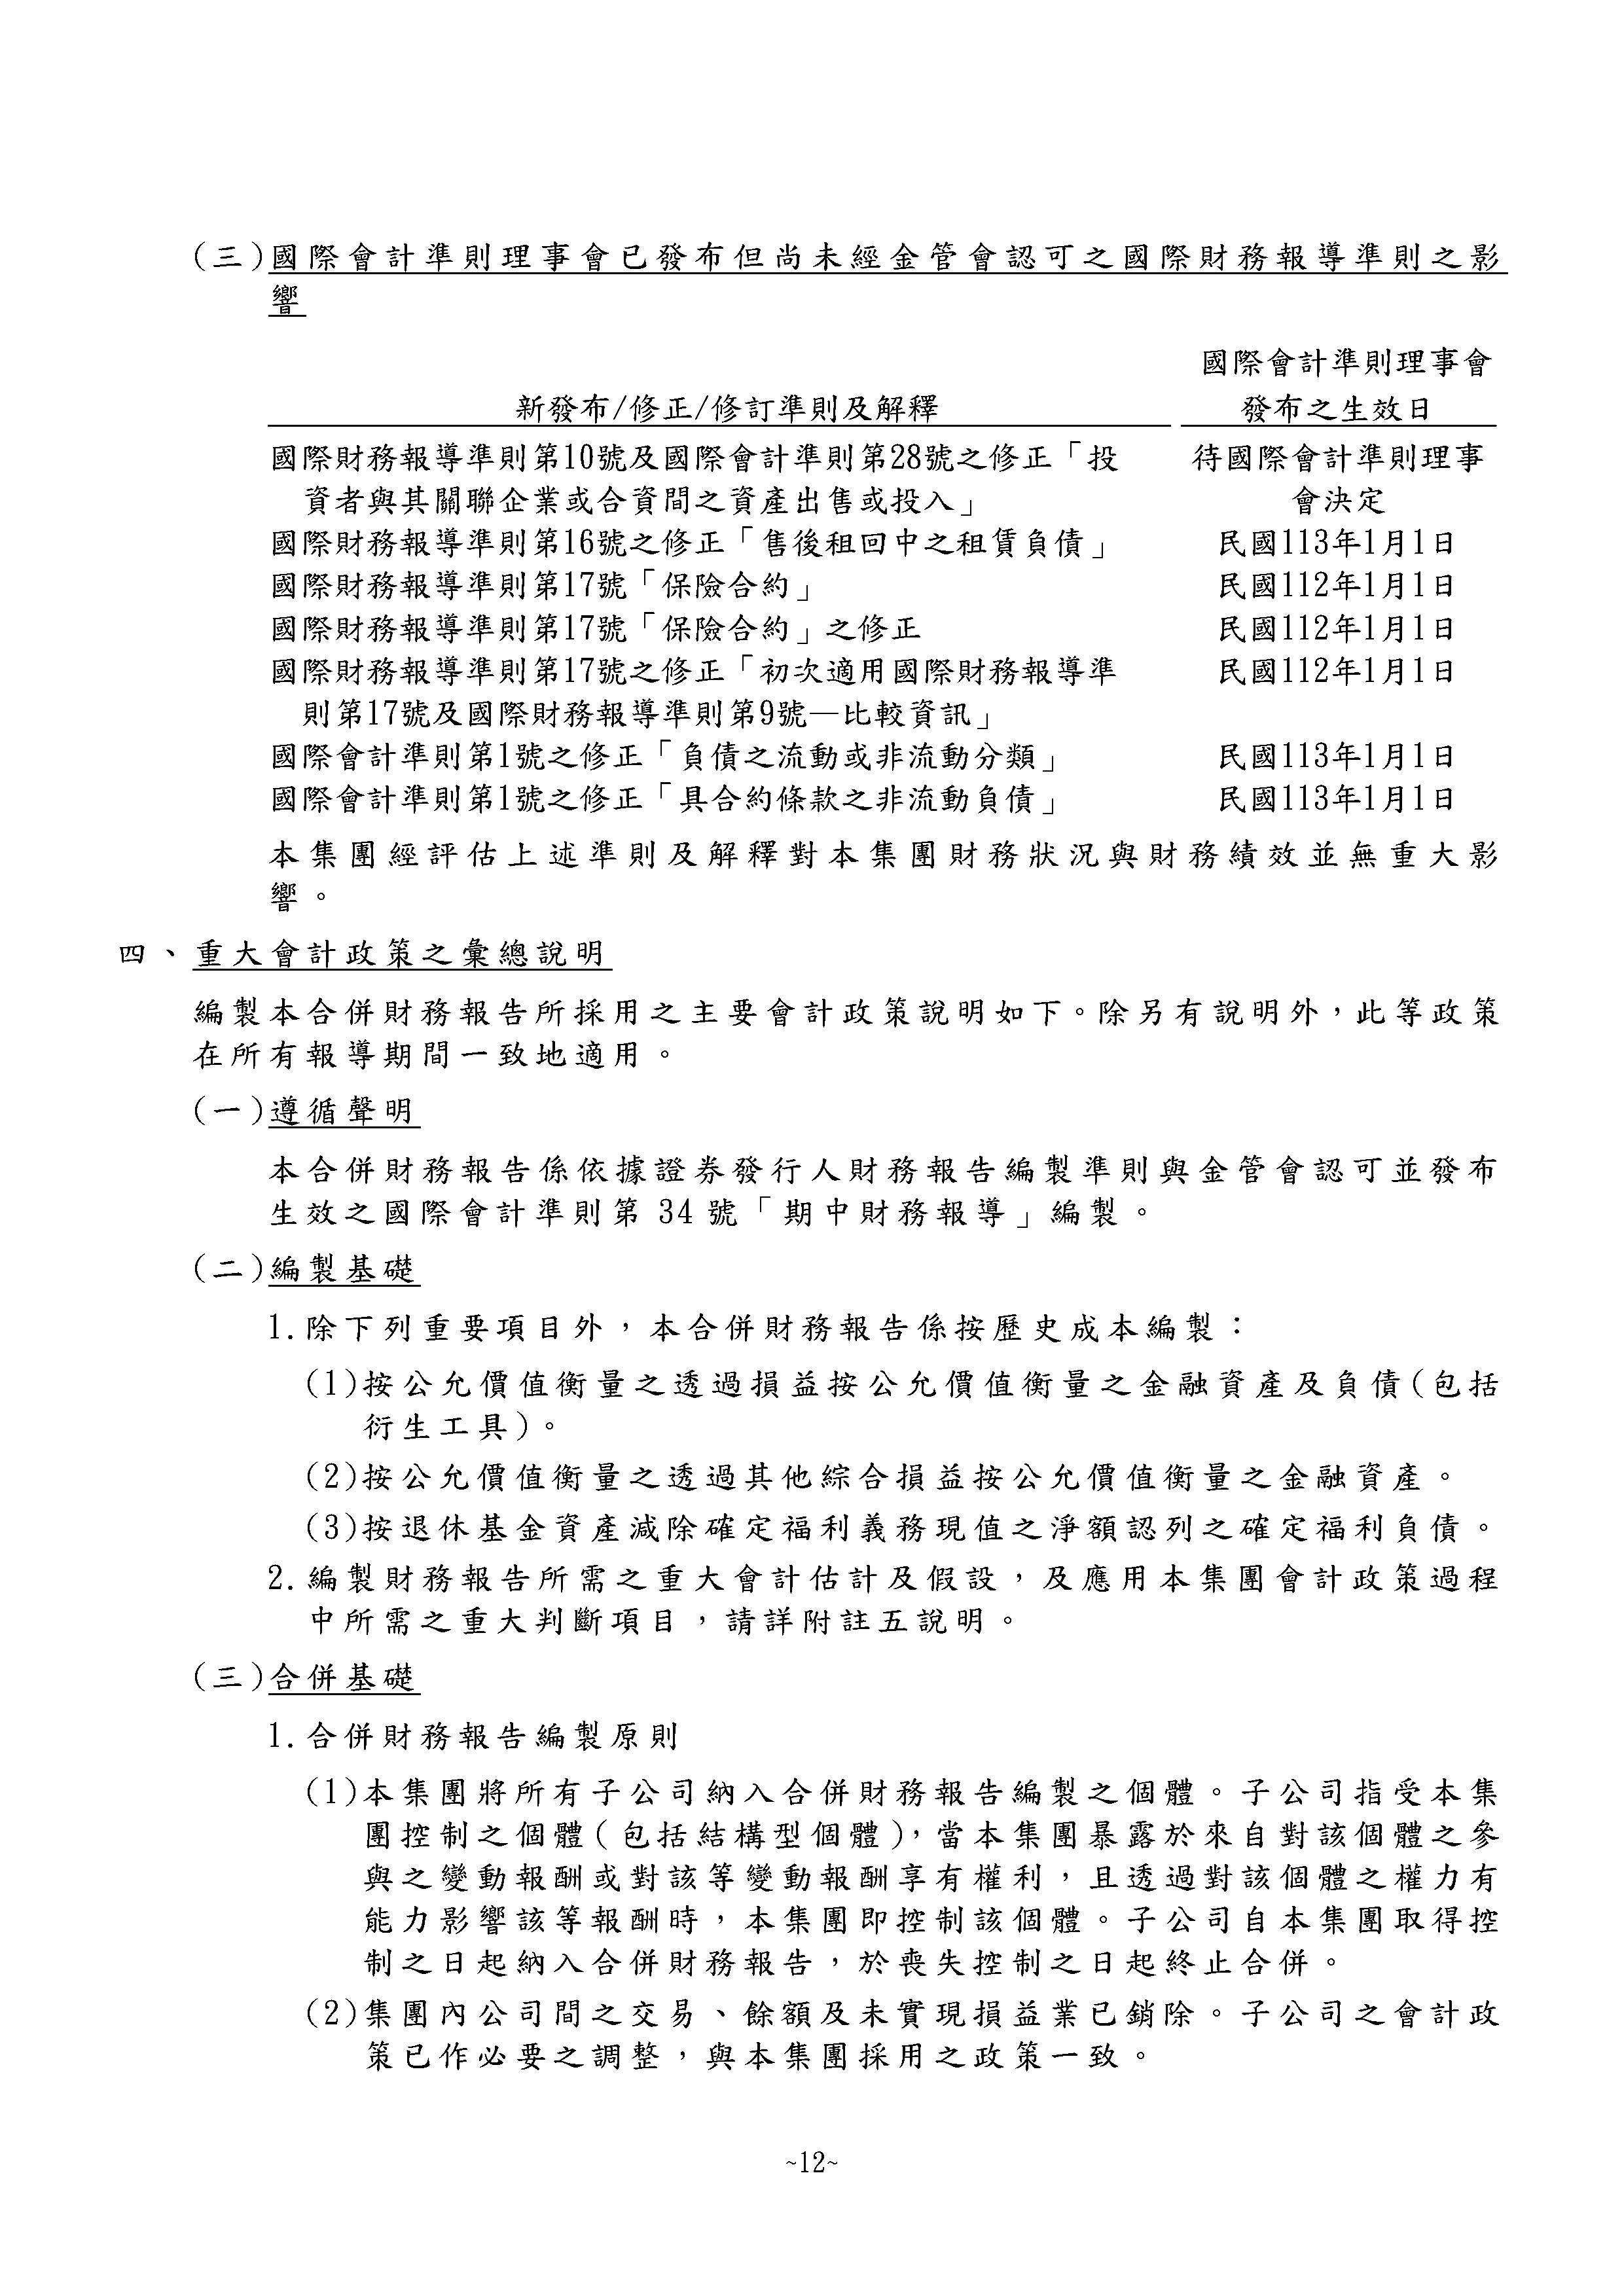 (三)國際會計準則理事會已發布但尚未經金管會認可之國際財務報導準則之影
響
國際會計準則理事會
新發布/修正/修訂準則及解釋 發布之生效日
國際財務報導準則第10號及國際會計準則第28號之修正「投 待國際會計準則理事
資者與其關聯企業或合資間之資產出售或投入」 會決定
國際財務報導準則第16號之修正「售後租回中之租賃負債」 民國113年1月1日
國際財務報導準則第17號「保險合約」 民國112年1月1日
國際財務報導準則第17號「保險合約」之修正 民國112年1月1日
國際財務報導準則第17號之修正「初次適用國際財務報導準 民國112年1月1日
則第17號及國際財務報導準則第9號—比較資訊」
國際會計準則第1號之修正「負債之流動或非流動分類」 民國113年1月1日
國際會計準則第1號之修正「具合約條款之非流動負債」 民國113年1月1日
本集團經評估上述準則及解釋對本集團財務狀況與財務績效並無重大影
響。
四、重大會計政策之彙總說明
編製本合併財務報告所採用之主要會計政策說明如下。除另有說明外，此等政策
在所有報導期間一致地適用。
(一)遵循聲明
本合併財務報告係依據證券發行人財務報告編製準則與金管會認可並發布
生效之國際會計準則第 34 號「期中財務報導」編製。
(二)編製基礎
1.除下列重要項目外，本合併財務報告係按歷史成本編製：
(1)按公允價值衡量之透過損益按公允價值衡量之金融資產及負債(包括
衍生工具)。
(2)按公允價值衡量之透過其他綜合損益按公允價值衡量之金融資產。
(3)按退休基金資產減除確定福利義務現值之淨額認列之確定福利負債。
2.編製財務報告所需之重大會計估計及假設，及應用本集團會計政策過程
中所需之重大判斷項目，請詳附註五說明。
(三)合併基礎
1.合併財務報告編製原則
(1)本集團將所有子公司納入合併財務報告編製之個體。子公司指受本集
團控制之個體(包括結構型個體)，當本集團暴露於來自對該個體之參
與之變動報酬或對該等變動報酬享有權利，且透過對該個體之權力有
能力影響該等報酬時，本集團即控制該個體。子公司自本集團取得控
制之日起納入合併財務報告，於喪失控制之日起終止合併。
(2)集團內公司間之交易、餘額及未實現損益業已銷除。子公司之會計政
策已作必要之調整，與本集團採用之政策一致。
~12~